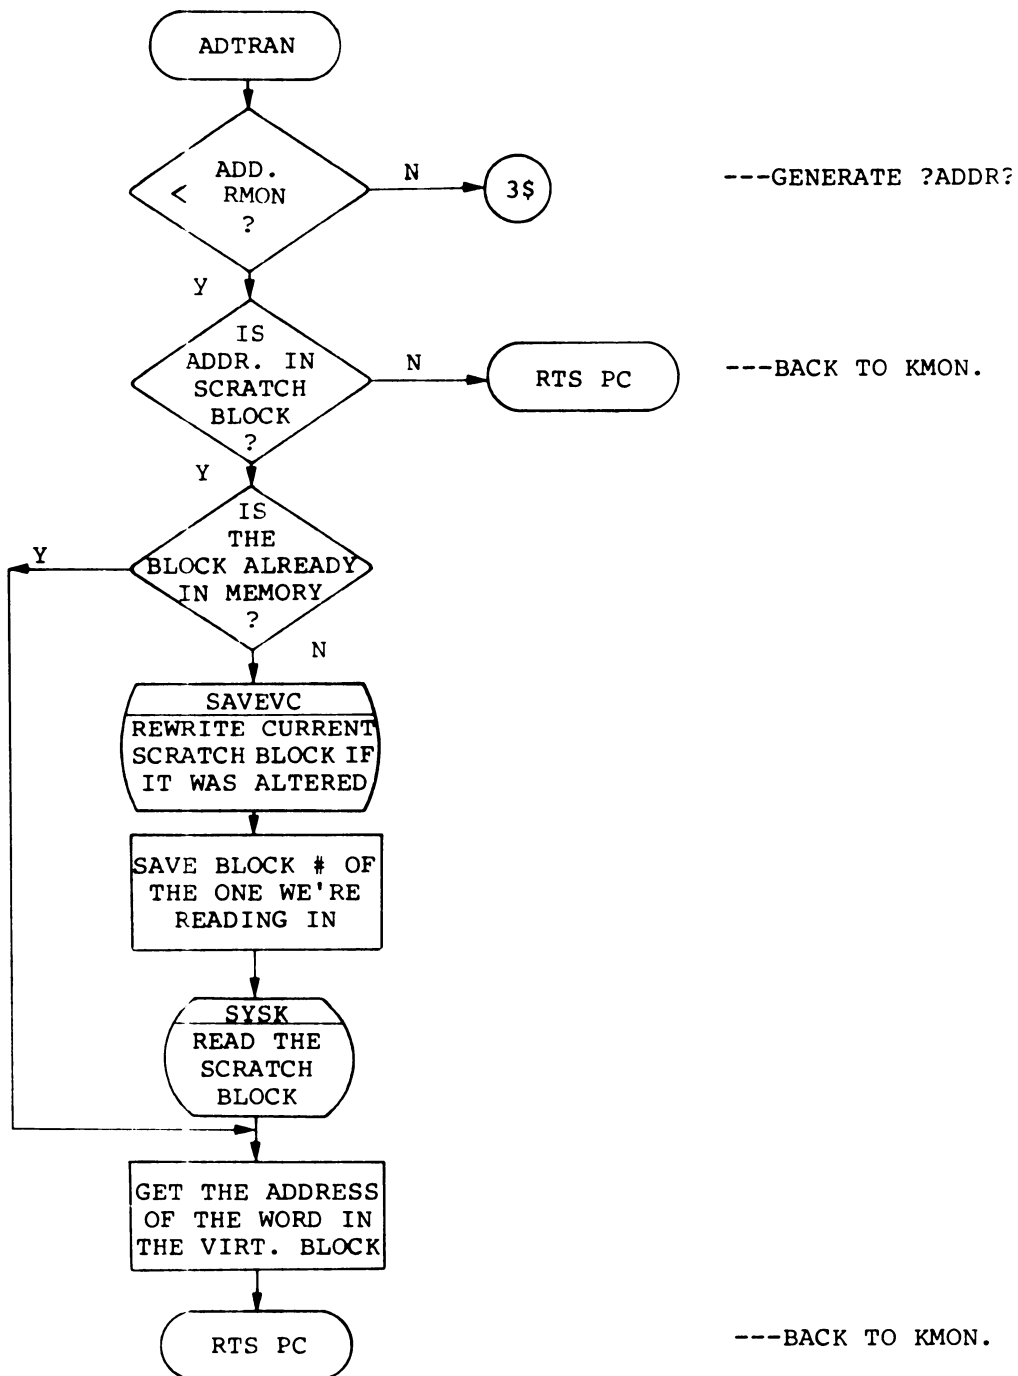 ADTRAN
ADD.
< RMON
?
N
3$
---GENERATE ?ADDR?
Y
IS
ADDR. IN
SCRATCH
BLOCK
?
N
RTS PC
---BACK TO KMON.
Y
IS
THE
BLOCK ALREADY
IN MEMORY
?
Y
N
SAVEVC
REWRITE CURRENT
SCRATCH BLOCK IF
IT WAS ALTERED
SAVE BLOCK # OF
THE ONE WE'RE
READING IN
SYSK
READ THE
SCRATCH
BLOCK
GET THE ADDRESS
OF THE WORD IN
THE VIRT. BLOCK
RTS PC
---BACK TO KMON.